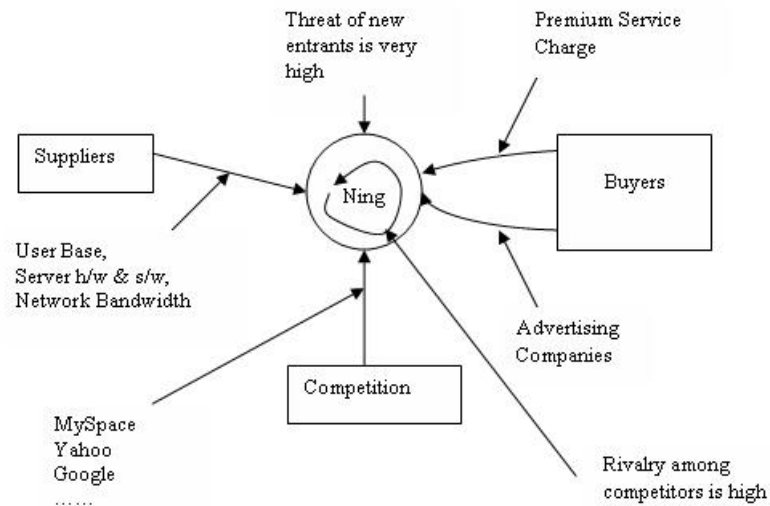 Threat of new
entrants is very
high
Premium Service
Charge
Suppliers
Ning
Buyers
User Base,
Server h/w & s/w,
Network Bandwidth
Advertising
Companies
Competition
MySpace
Yahoo
Google
……
Rivalry among
competitors is high